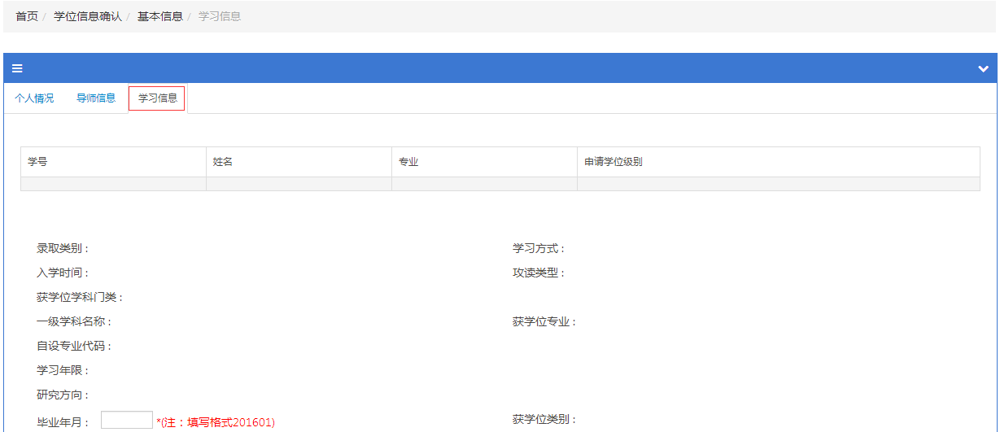 首页 / 学位信息确认 / 基本信息 / 学习信息
个人情况 导师信息 学习信息
学号 姓名 专业 申请学位级别
录取类别： 学习方式：
入学时间： 攻读类型：
获学位学科门类：
一级学科名称： 获学位专业：
自设专业代码：
学习年限：
研究方向：
毕业年月： *(注：填写格式201601) 获学位类别：